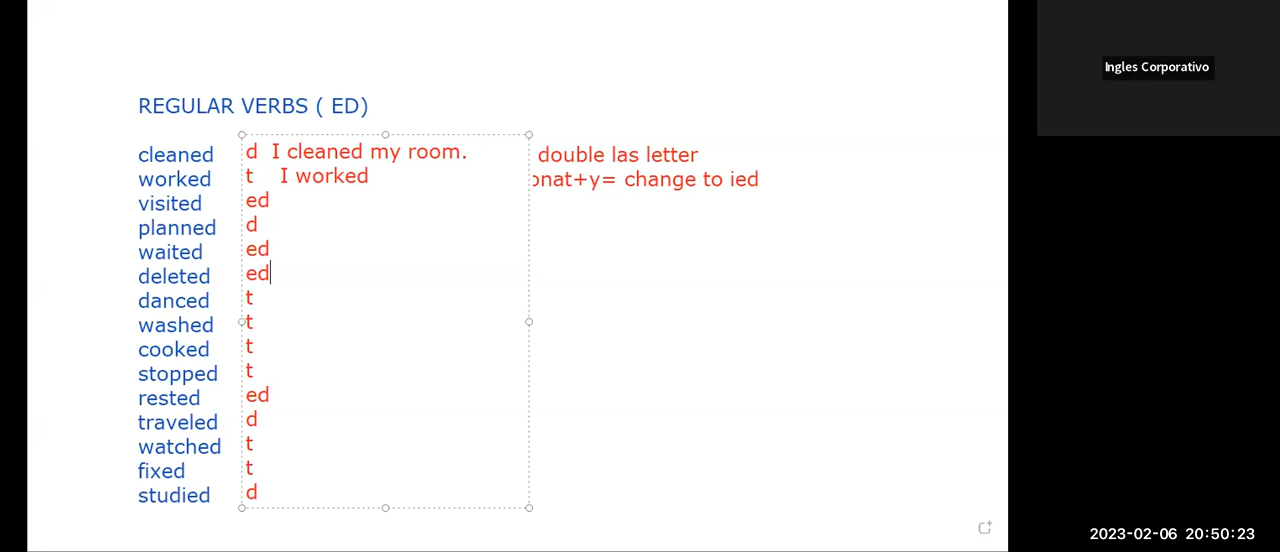 Ingles Corporativo
REGULAR VERBS ( ED)
cleaned d I cleaned my room. double las letter
worked t I worked onat+y= change to ied
visited ed
planned d
waited ed
deleted ed
danced t
washed t
cooked t
stopped t
rested ed
traveled d
watched t
fixed t
studied d
2023-02-06 20:50:23